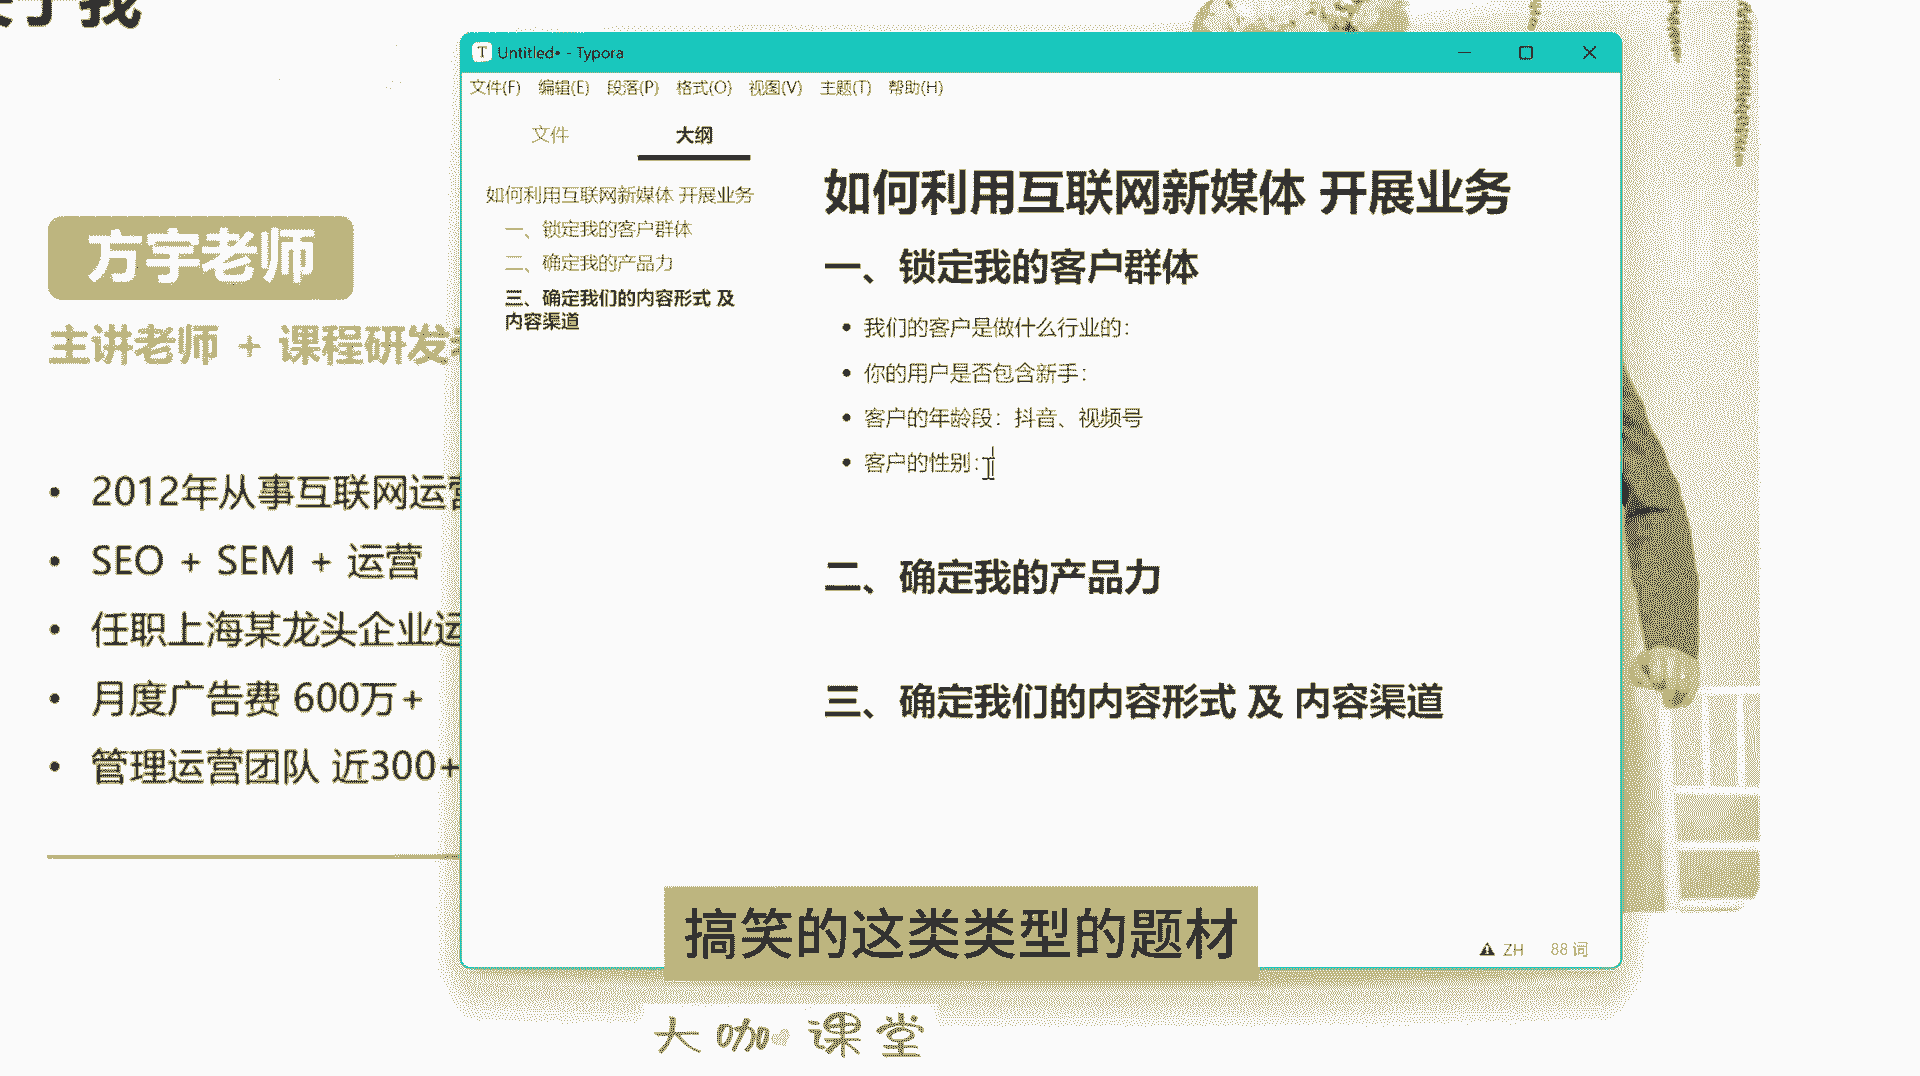 于我
方宇老师
主讲老师 + 课程研发
2012年从事互联网运营
SEO + SEM + 运营
任职上海某龙头企业运
月度广告费 600万+
管理运营团队 近300+
Untitled• - Typora
文件(F) 编辑(E) 段落(P) 格式(O) 视图(V) 主题(T) 帮助(H)
文件 大纲
如何利用互联网新媒体 开展业务
一、锁定我的客户群体
二、确定我的产品力
三、确定我们的内容形式 及
内容渠道
如何利用互联网新媒体 开展业务
一、锁定我的客户群体
我们的客户是做什么行业的：
你的用户是否包含新手：
客户的年龄段：抖音、视频号
客户的性别：
二、确定我的产品力
三、确定我们的内容形式 及 内容渠道
ZH 88 词
搞笑的这类类型的题材
大咖课堂